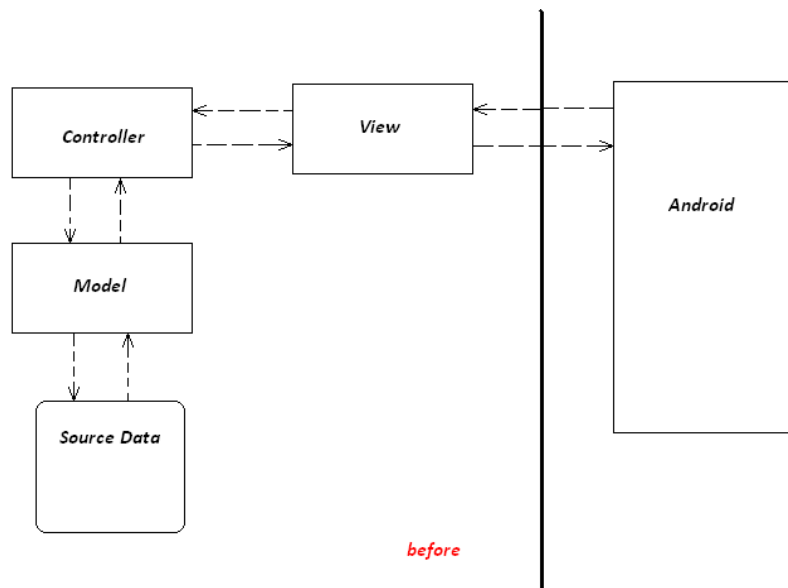 Controller
View
Android
Model
Source Data
before